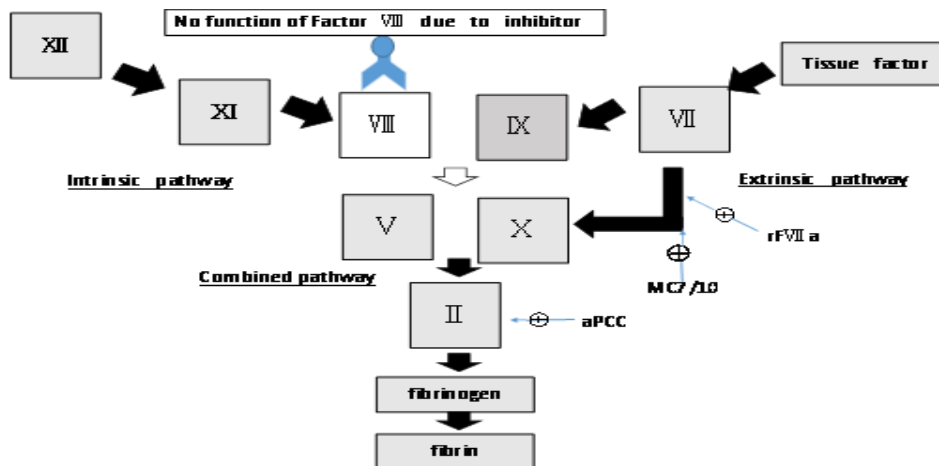 No function of Factor Ⅷ due to inhibitor
Ⅻ
Tissue factor
Ⅺ
Ⅷ
Ⅸ
Ⅶ
Intrinsic pathway
Extrinsic pathway
Ⅴ
Ⅹ
rFⅦa
Combined pathway
MC7/10
Ⅱ
aPCC
fibrinogen
fibrin